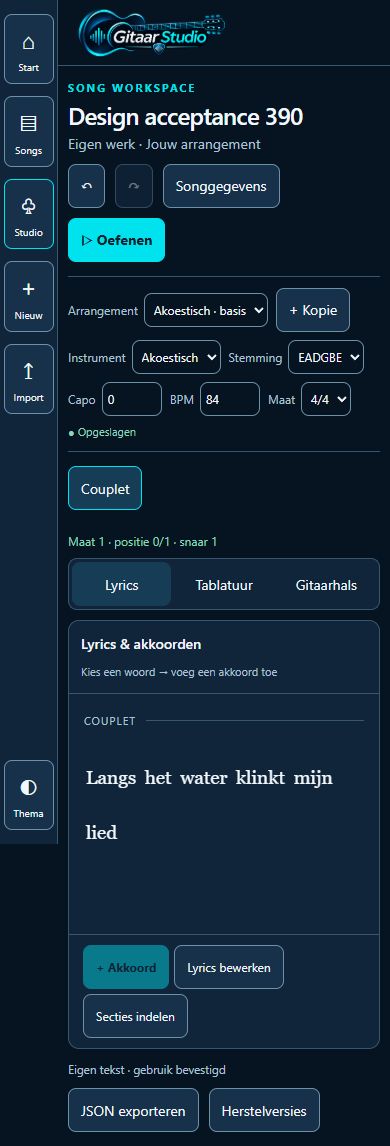 Gitaar Studio
Start
Songs
Studio
Nieuw
Import
Thema
SONG WORKSPACE
Design acceptance 390
Eigen werk · Jouw arrangement
↶ ↷ Songgegevens
▷ Oefenen
Arrangement Akoestisch · basis + Kopie
Instrument Akoestisch Stemming EADGBE
Capo 0 BPM 84 Maat 4/4
● Opgeslagen
Couplet
Maat 1 · positie 0/1 · snaar 1
Lyrics Tablatuur Gitaarhals
Lyrics & akkoorden
Kies een woord → voeg een akkoord toe
COUPLET
Langs het water klinkt mijn
lied
+ Akkoord Lyrics bewerken
Secties indelen
Eigen tekst · gebruik bevestigd
JSON exporteren Herstelversies